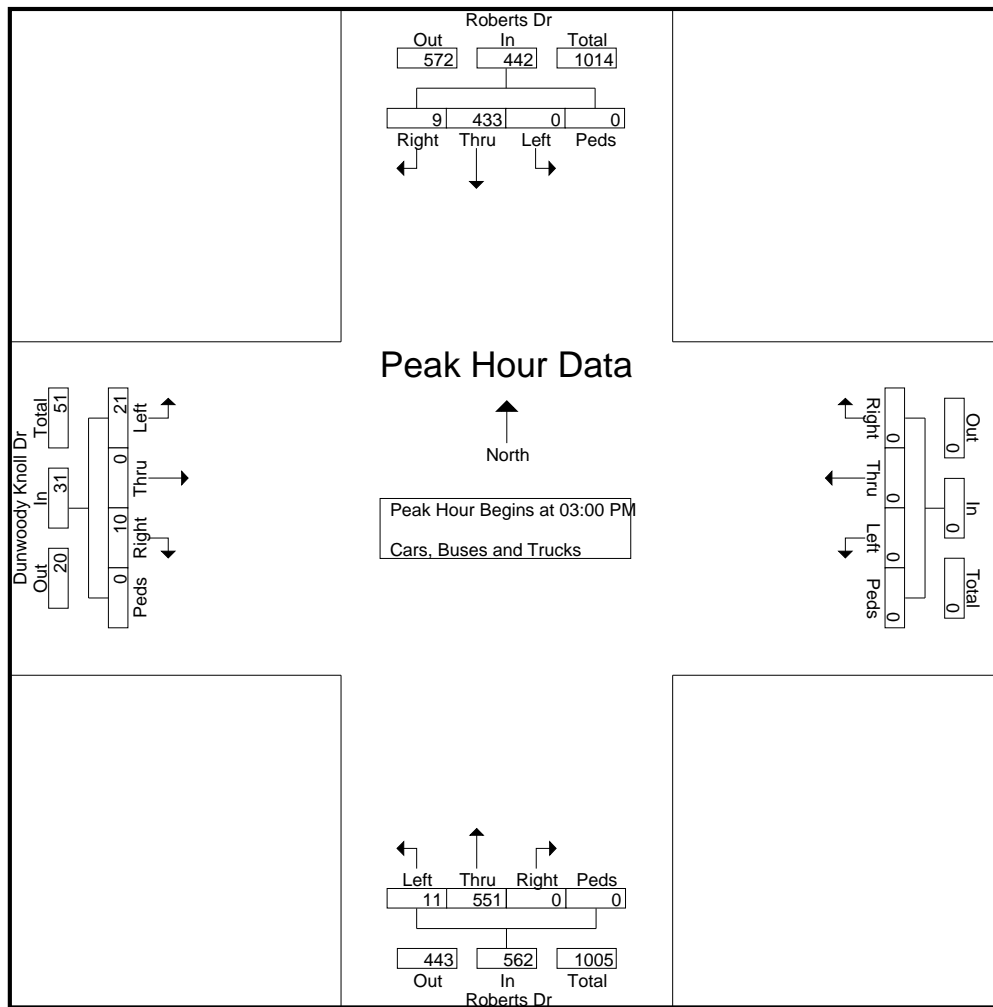 Roberts Dr
Out In Total
572 442 1014
9 433 0 0
Right Thru Left Peds
Peak Hour Data
North
Peak Hour Begins at 03:00 PM
Cars, Buses and Trucks
Dunwoody Knoll Dr
Out In Total
20 31 51
21 0 10 0
Left Thru Right Peds
Right Thru Left Peds
0 0 0 0
Out In Total
0 0 0
Left Thru Right Peds
11 551 0 0
443 562 1005
Out In Total
Roberts Dr